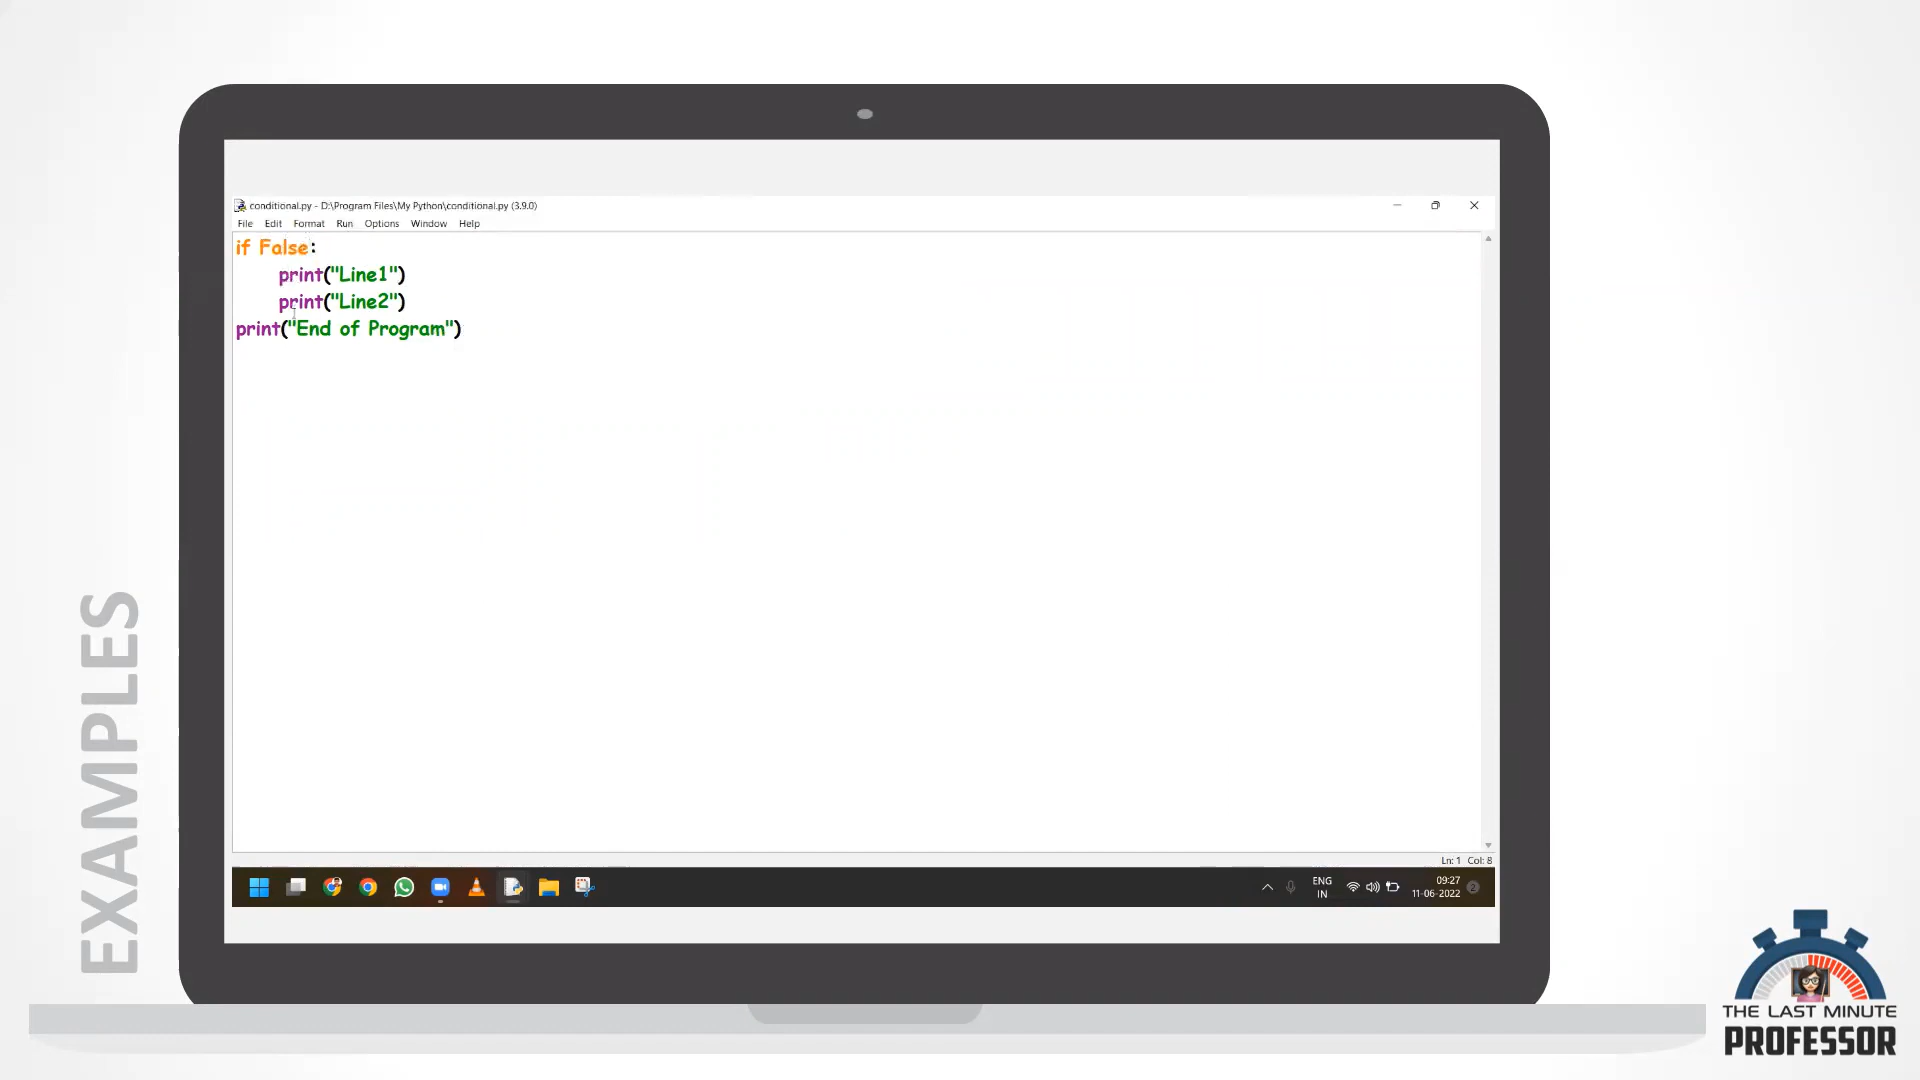 conditional.py - D:\Program Files\My Python\conditional.py (3.9.0)
File Edit Format Run Options Window Help
if False:
    print("Line1")
    print("Line2")
print("End of Program")
Ln: 1 Col: 8
ENG
IN
09:27
11-06-2022
2
EXAMPLES
THE LAST MINUTE
PROFESSOR